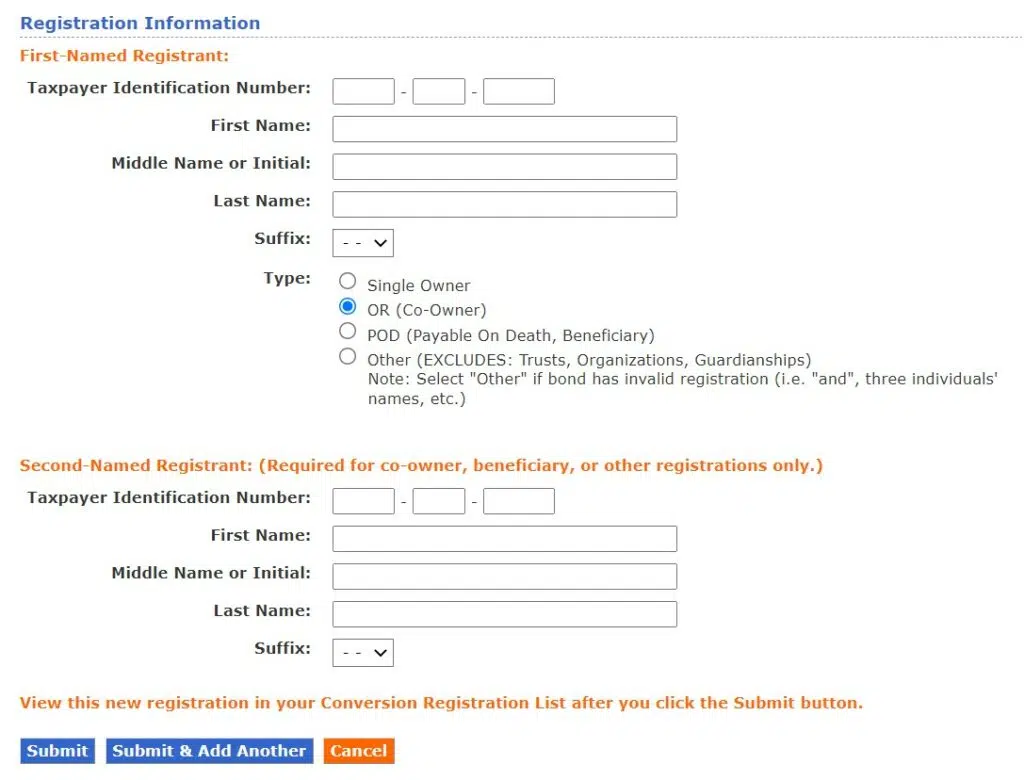 Registration Information
First-Named Registrant:
Taxpayer Identification Number: - -
First Name:
Middle Name or Initial:
Last Name:
Suffix: - -
Type: Single Owner
OR (Co-Owner)
POD (Payable On Death, Beneficiary)
Other (EXCLUDES: Trusts, Organizations, Guardianships)
Note: Select "Other" if bond has invalid registration (i.e. "and", three individuals'
names, etc.)
Second-Named Registrant: (Required for co-owner, beneficiary, or other registrations only.)
Taxpayer Identification Number: - -
First Name:
Middle Name or Initial:
Last Name:
Suffix: - -
View this new registration in your Conversion Registration List after you click the Submit button.
Submit Submit & Add Another Cancel